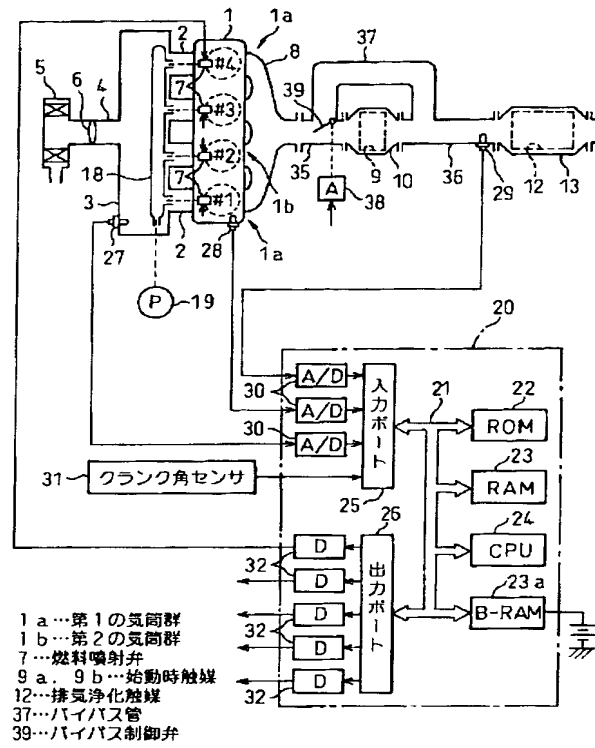 1a
1
2
8
37
5
6
4
#4
39
7
#3
18
#2
7
#1
3
2
28
27
1b
1a
35
9
10
36
29
12
13
A
38
P
19
20
A/D
30
A/D
30
A/D
入力ポート
25
21
22
ROM
23
RAM
24
CPU
23a
B-RAM
31
クランク角センサ
26
出力ポート
32
D
D
32
D
32
D
32
D
1a…第1の気筒群
1b…第2の気筒群
7…燃料噴射弁
9a, 9b…始動時触媒
12…排気浄化触媒
37…バイパス管
39…バイパス制御弁